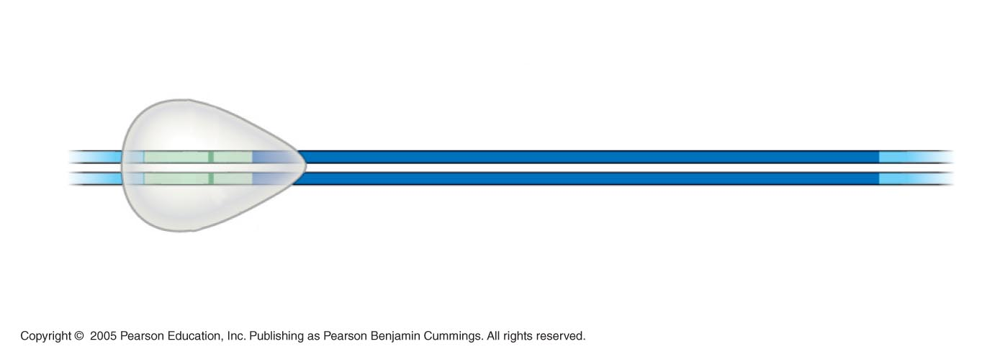 Copyright © 2005 Pearson Education, Inc. Publishing as Pearson Benjamin Cummings. All rights reserved.